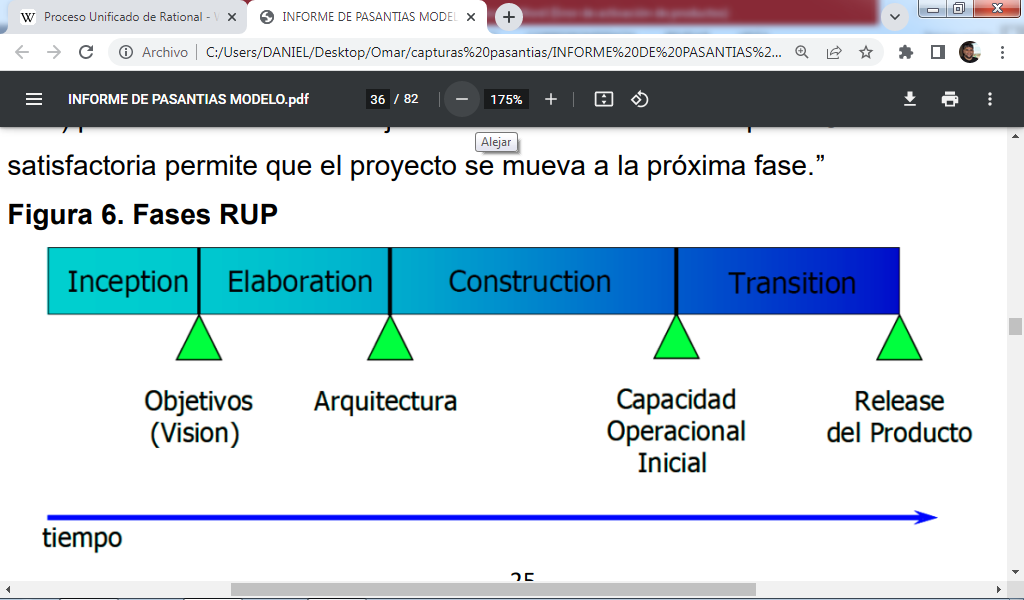 Proceso Unificado de Rational - W
INFORME DE PASANTIAS MODEL
Archivo
C:/Users/DANIEL/Desktop/Omar/capturas%20pasantias/INFORME%20DE%20PASANTIAS%2...
INFORME DE PASANTIAS MODELO.pdf
36 / 82
175%
Alejar
satisfactoria permite que el proyecto se mueva a la próxima fase.”
Figura 6. Fases RUP
Inception Elaboration Construction Transition
Objetivos
(Vision)
Arquitectura
Capacidad
Operacional
Inicial
Release
del Producto
tiempo
25